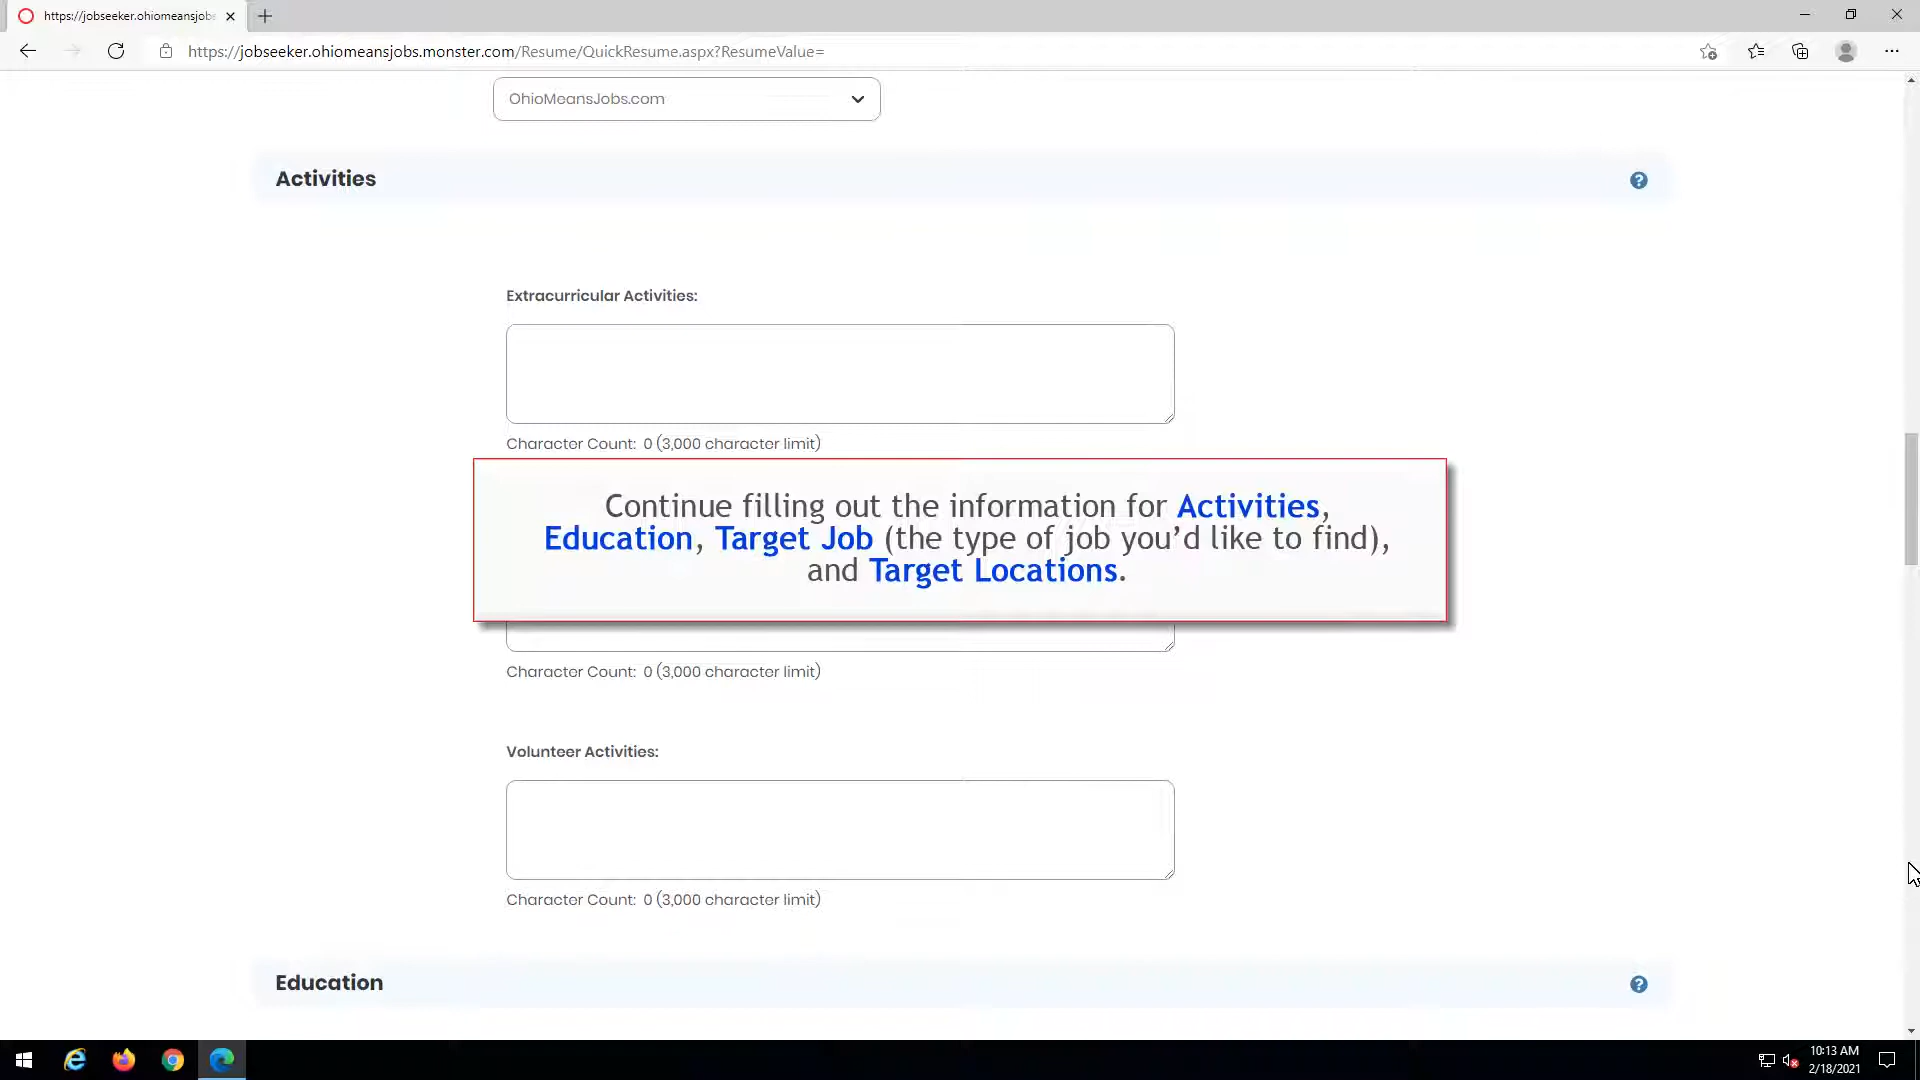 https://jobseeker.ohiomeansjobs
https://jobseeker.ohiomeansjobs.monster.com/Resume/QuickResume.aspx?ResumeValue=
OhioMeansJobs.com
Activities
Extracurricular Activities:
Character Count: 0 (3,000 character limit)
Continue filling out the information for Activities,
Education, Target Job (the type of job you’d like to find),
and Target Locations.
Character Count: 0 (3,000 character limit)
Volunteer Activities:
Character Count: 0 (3,000 character limit)
Education
10:13 AM
2/18/2021